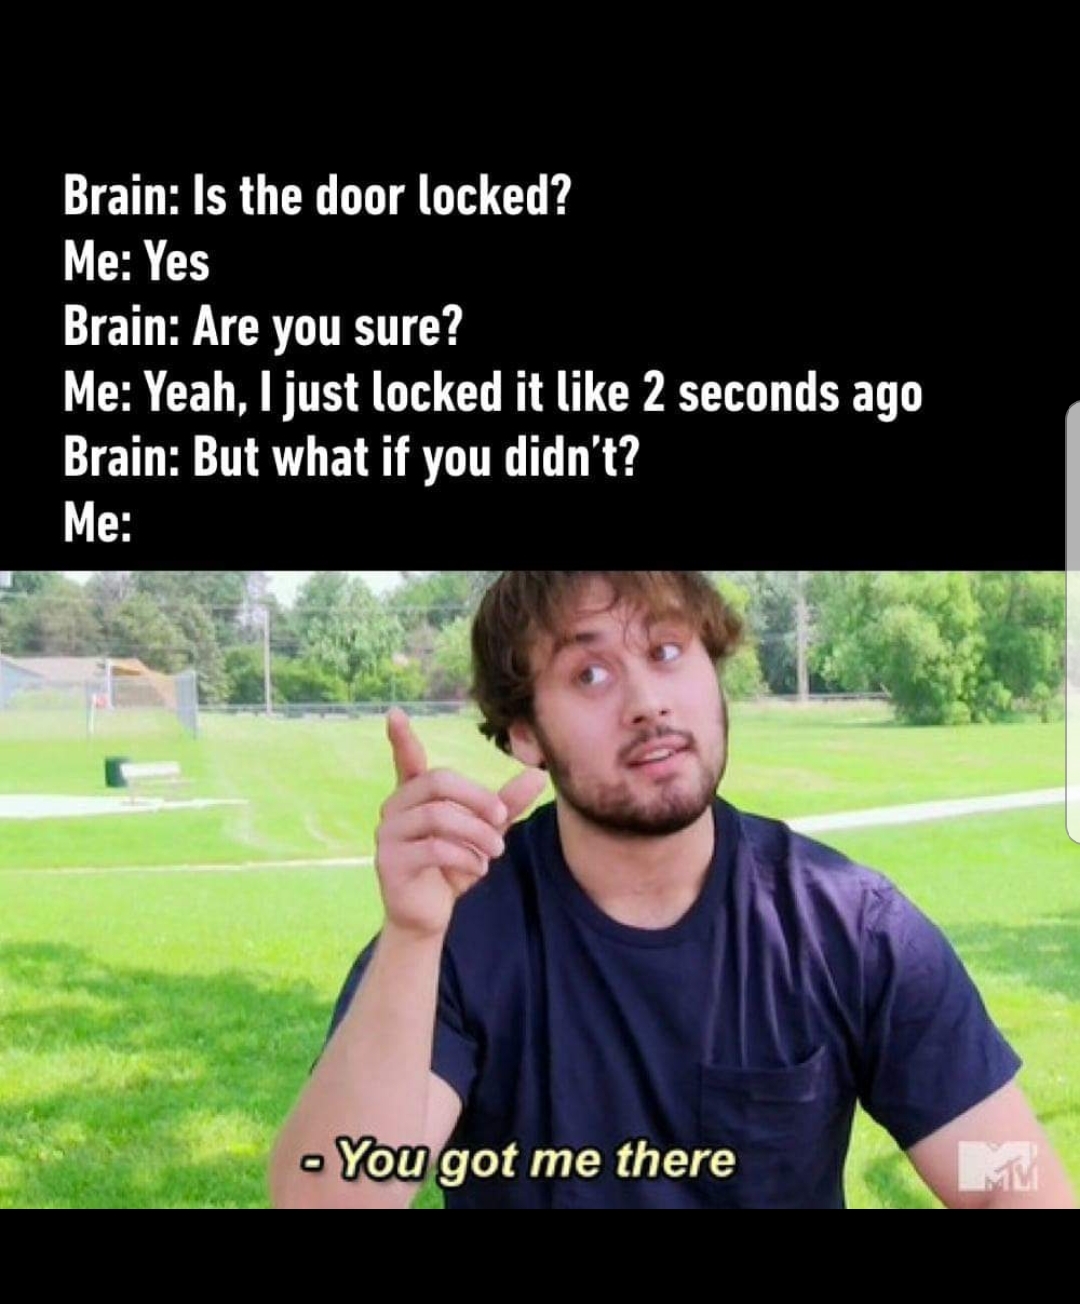 Brain: Is the door locked?
Me: Yes
Brain: Are you sure?
Me: Yeah, I just locked it like 2 seconds ago
Brain: But what if you didn't?
Me:
- You got me there
MTV